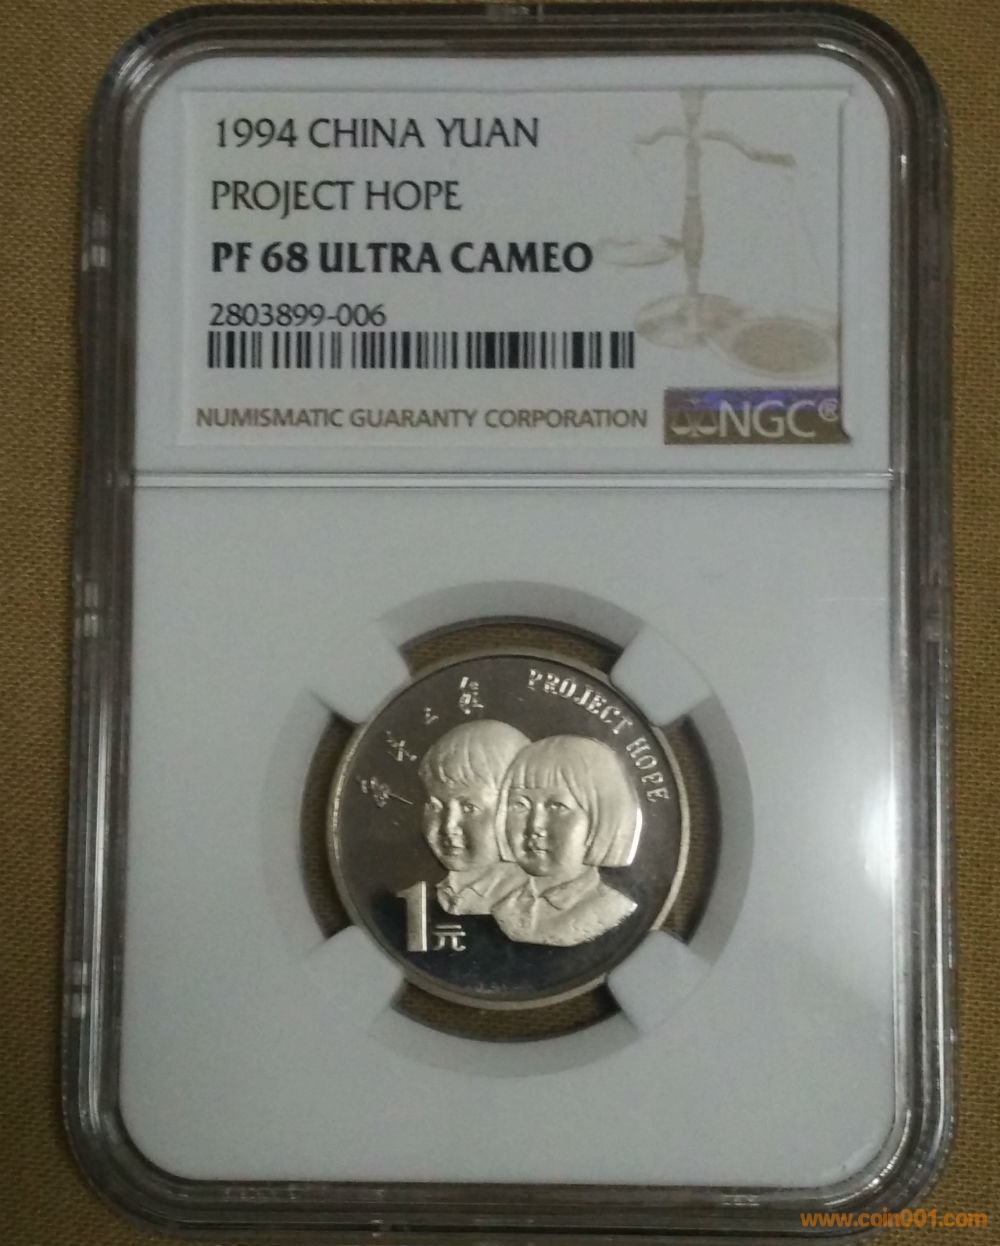 1994 CHINA YUAN
PROJECT HOPE
PF 68 ULTRA CAMEO
2803899-006
NUMISMATIC GUARANTY CORPORATION
NGC®
PROJECT HOPE
1元
www.coin001.com